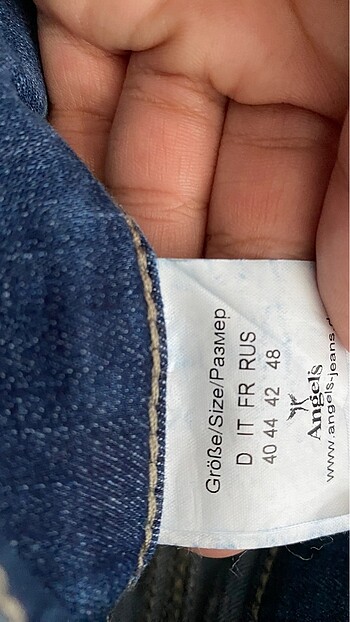 Größe/Size/Размер
D IT FR RUS
40 44 42 48
Angels
www.angels-jeans.